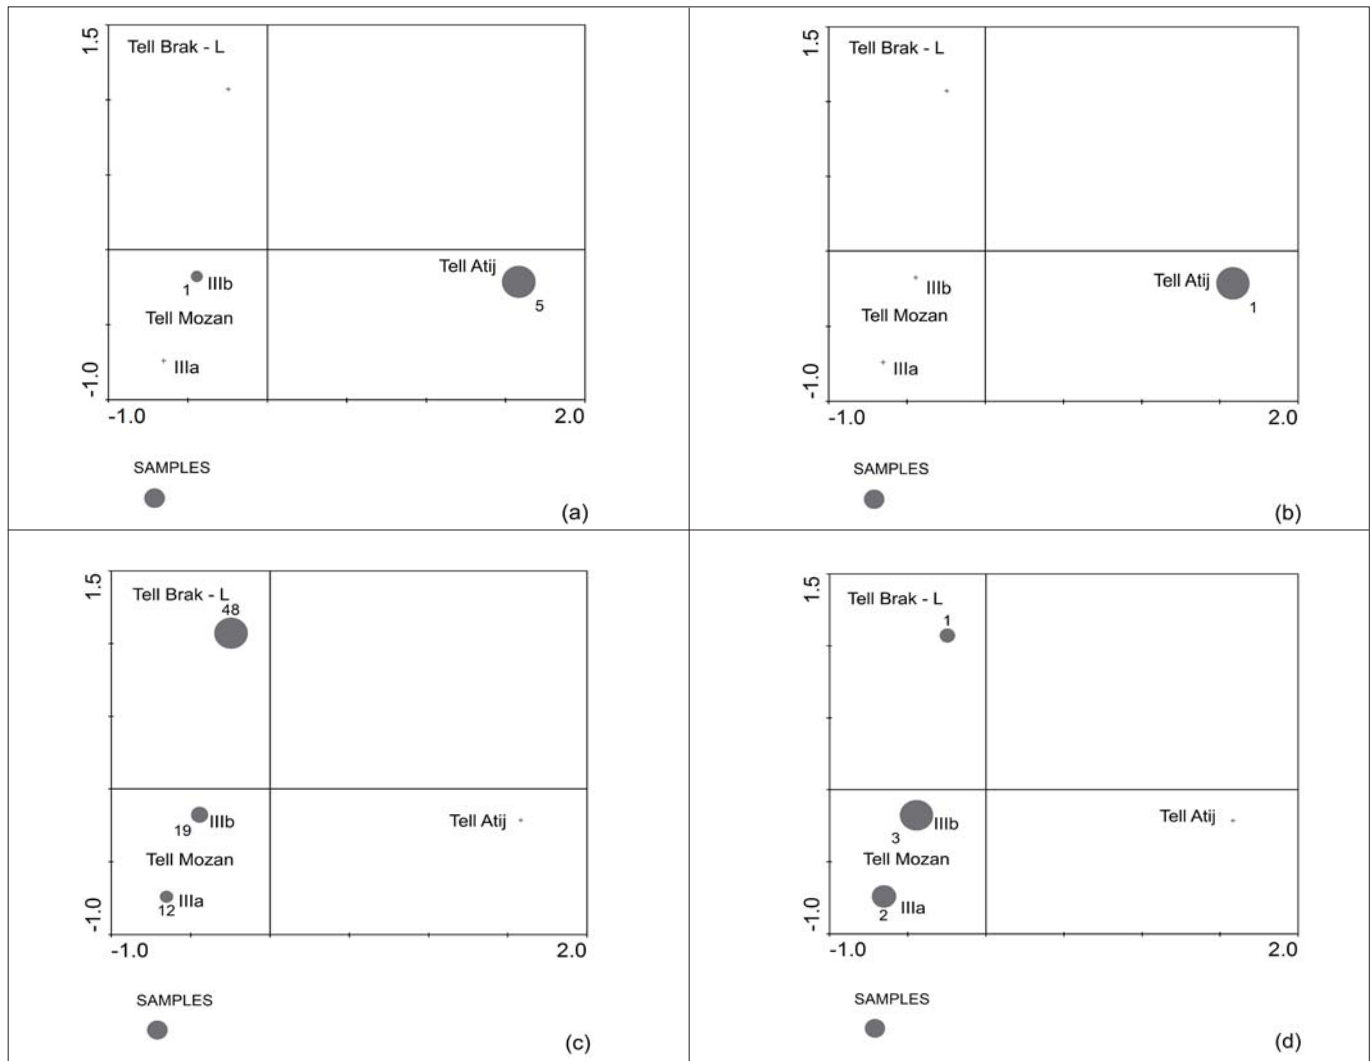 1.5
Tell Brak - L
Tell Atij
5
1
IIIb
Tell Mozan
IIIa
-1.0
-1.0
2.0
SAMPLES
(a)
1.5
Tell Brak - L
Tell Atij
1
IIIb
Tell Mozan
IIIa
-1.0
-1.0
2.0
SAMPLES
(b)
1.5
Tell Brak - L
48
IIIb
19
Tell Atij
Tell Mozan
IIIa
12
-1.0
-1.0
2.0
SAMPLES
(c)
1.5
Tell Brak - L
1
Tell Atij
IIIb
3
Tell Mozan
IIIa
2
-1.0
-1.0
2.0
SAMPLES
(d)